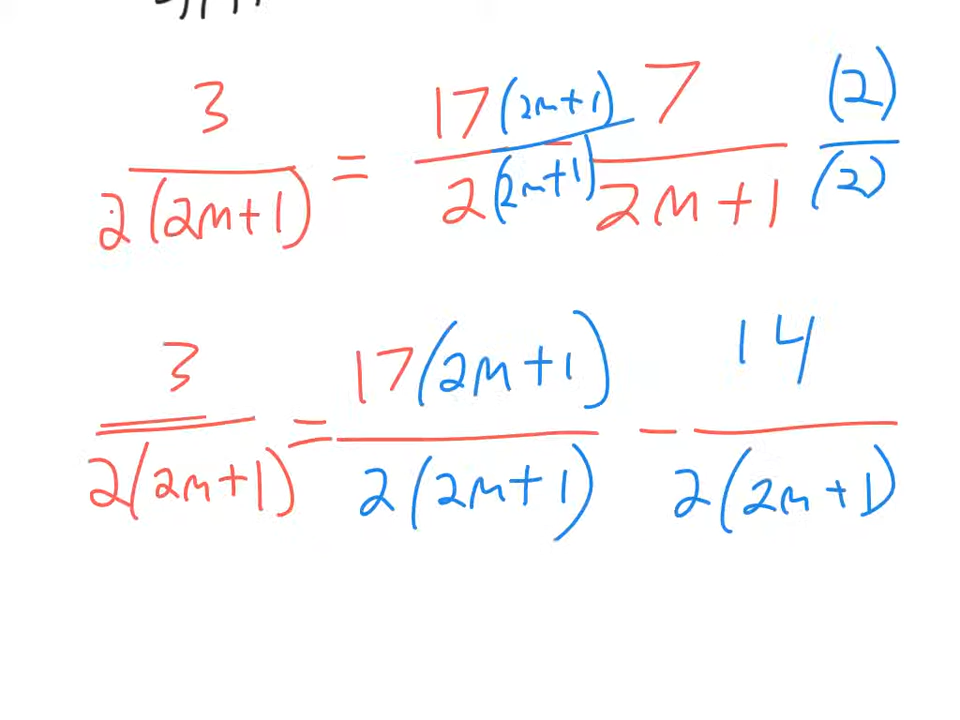 3/(2(2m+1)) = 17(2m+1)/(2(2m+1)) 7/(2m+1) (2)/(2)
3/(2(2m+1)) = 17(2m+1)/(2(2m+1)) - 14/(2(2m+1))